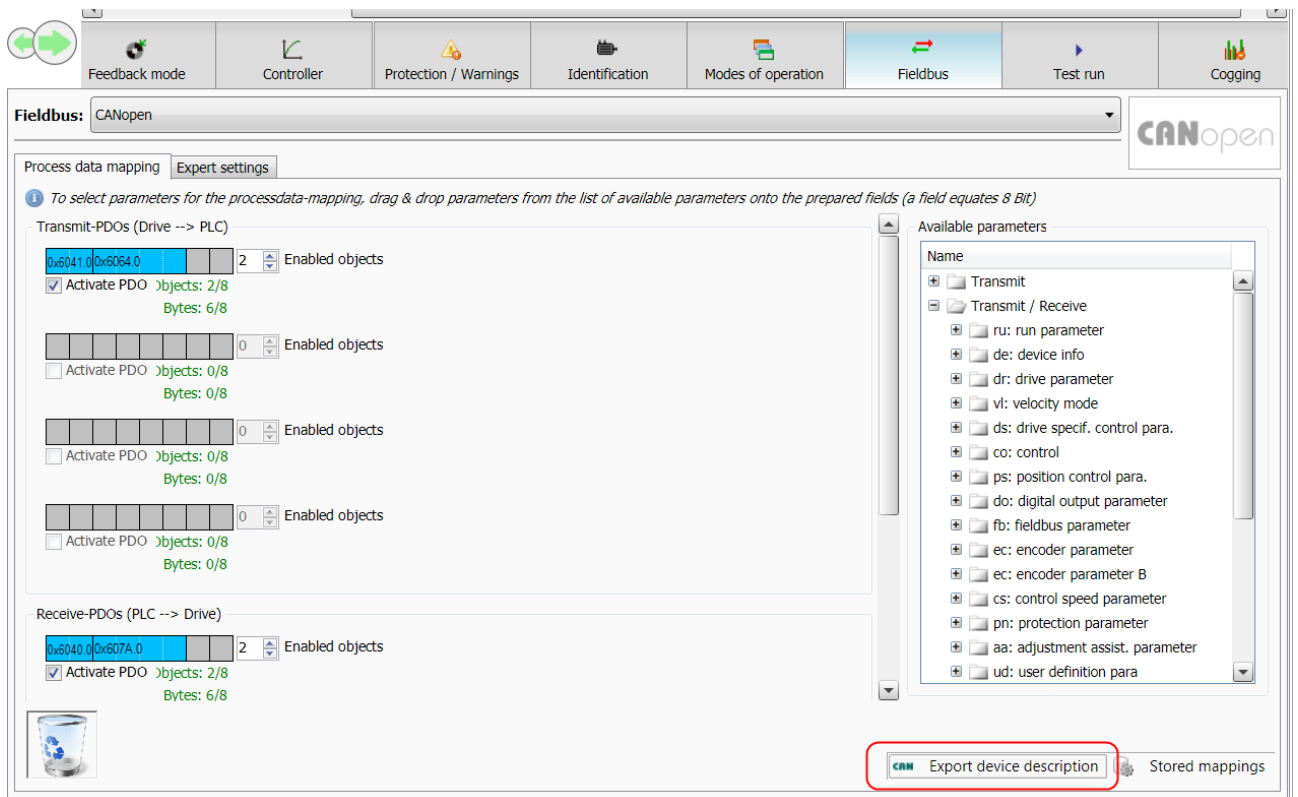 Feedback mode
Controller
Protection / Warnings
Identification
Modes of operation
Fieldbus
Test run
Cogging
Fieldbus: CANopen
CANopen
Process data mapping
Expert settings
To select parameters for the processdata-mapping, drag & drop parameters from the list of available parameters onto the prepared fields (a field equates 8 Bit)
Transmit-PDOs (Drive --> PLC)
0x6041.0 0x6064.0 2 Enabled objects
Activate PDO Objects: 2/8
Bytes: 6/8
0 Enabled objects
Activate PDO Objects: 0/8
Bytes: 0/8
0 Enabled objects
Activate PDO Objects: 0/8
Bytes: 0/8
0 Enabled objects
Activate PDO Objects: 0/8
Bytes: 0/8
Receive-PDOs (PLC --> Drive)
0x6040.0 0x607A.0 2 Enabled objects
Activate PDO Objects: 2/8
Bytes: 6/8
Available parameters
Name
Transmit
Transmit / Receive
ru: run parameter
de: device info
dr: drive parameter
vl: velocity mode
ds: drive specif. control para.
co: control
ps: position control para.
do: digital output parameter
fb: fieldbus parameter
ec: encoder parameter
ec: encoder parameter B
cs: control speed parameter
pn: protection parameter
aa: adjustment assist. parameter
ud: user definition para
CAN Export device description
Stored mappings